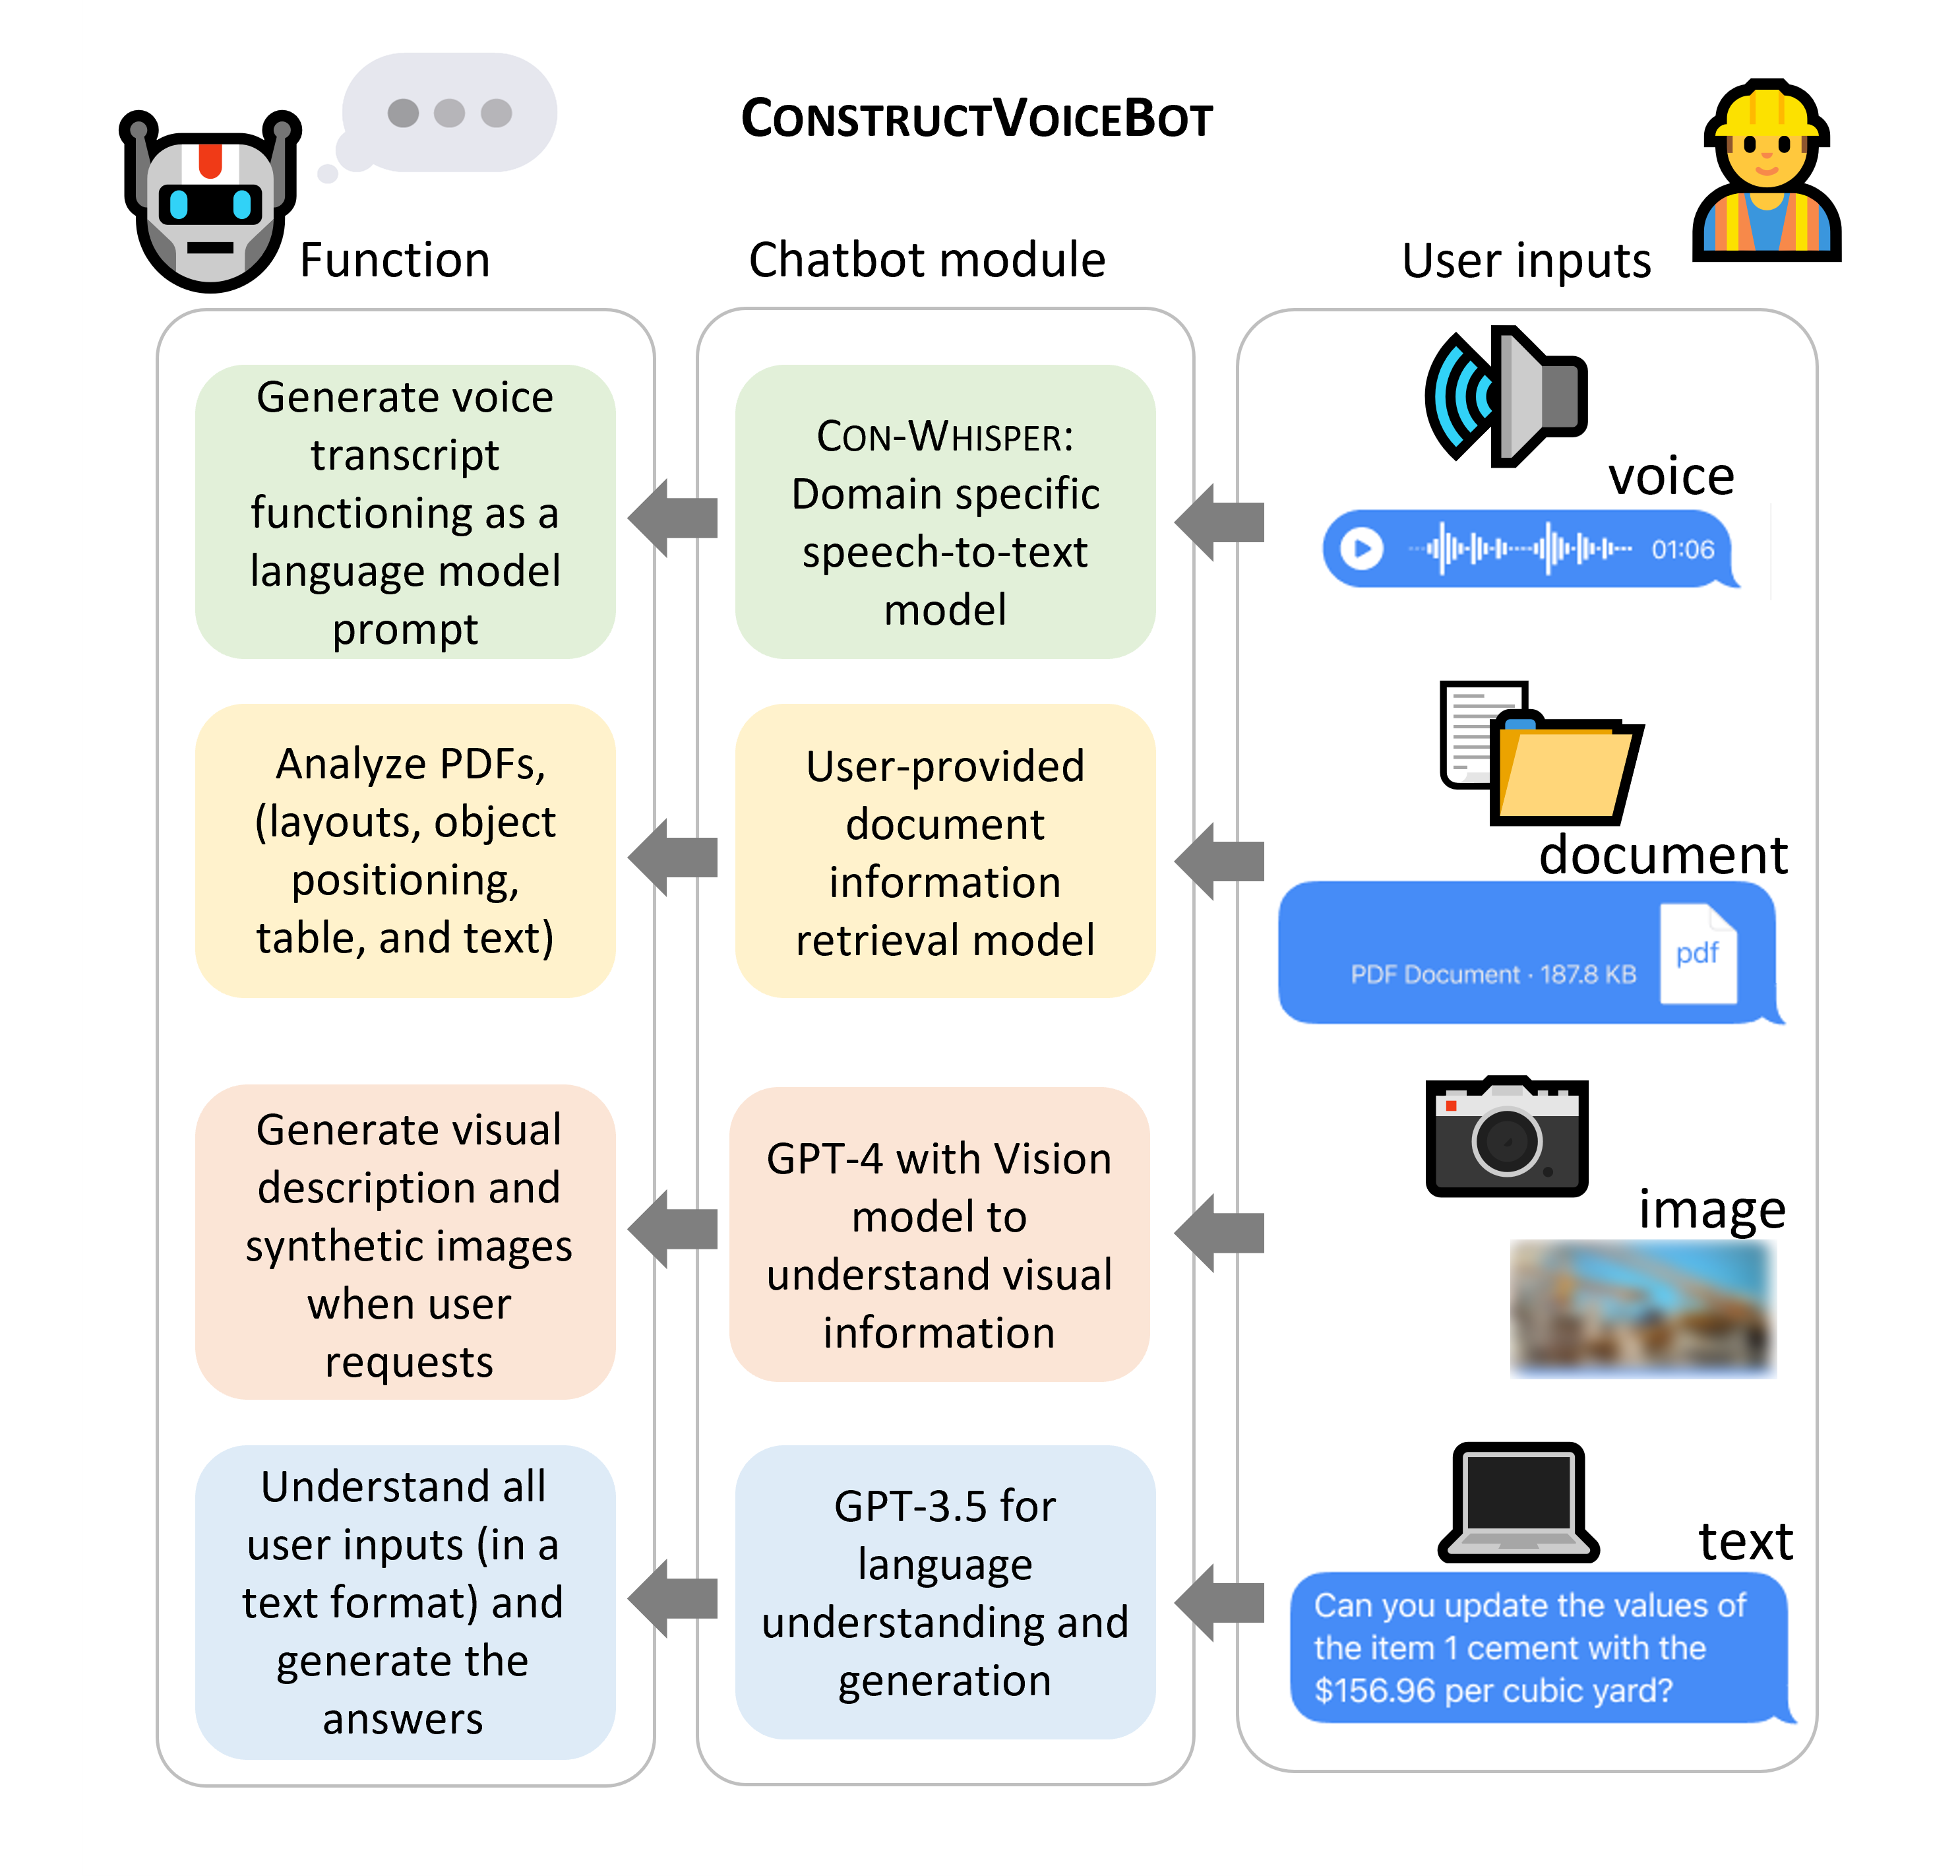 CONSTRUCTVOICEBOT
Function
Chatbot module
User inputs
Generate voice
transcript
functioning as a
language model
prompt
CON-WHISPER:
Domain specific
speech-to-text
model
voice
01:06
Analyze PDFs,
(layouts, object
positioning,
table, and text)
User-provided
document
information
retrieval model
document
PDF Document · 187.8 KB
pdf
Generate visual
description and
synthetic images
when user
requests
GPT-4 with Vision
model to
understand visual
information
image
Understand all
user inputs (in a
text format) and
generate the
answers
GPT-3.5 for
language
understanding and
generation
text
Can you update the values of
the item 1 cement with the
$156.96 per cubic yard?